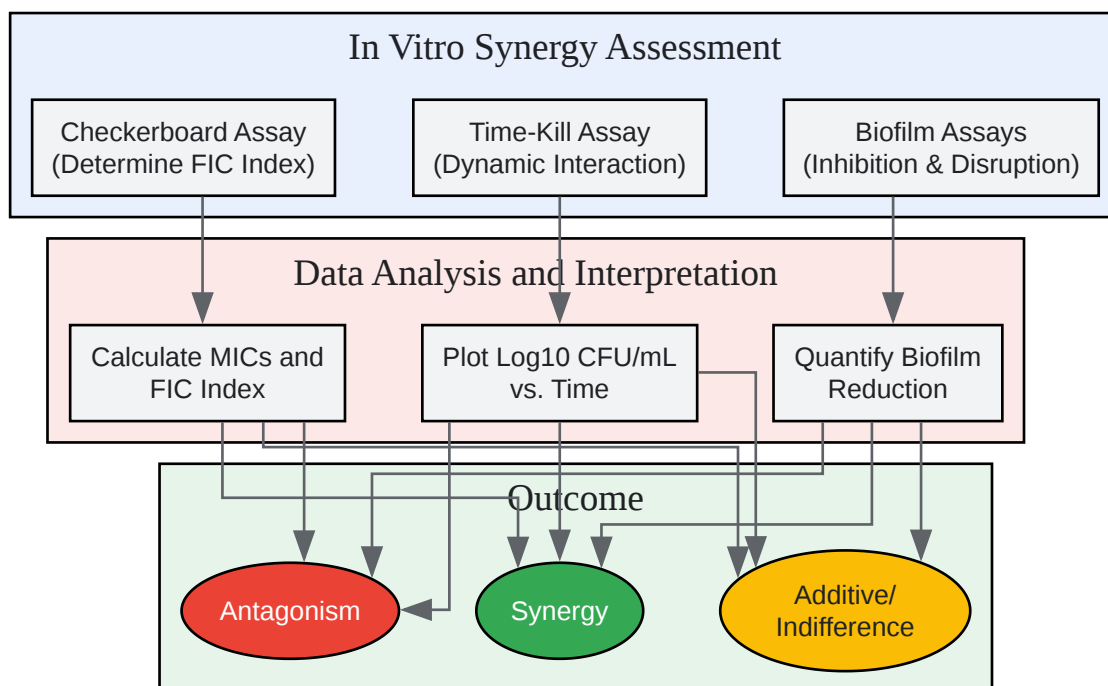 In Vitro Synergy Assessment
Checkerboard Assay
(Determine FIC Index)
Time-Kill Assay
(Dynamic Interaction)
Biofilm Assays
(Inhibition & Disruption)
Data Analysis and Interpretation
Calculate MICs and
FIC Index
Plot Log10 CFU/mL
vs. Time
Quantify Biofilm
Reduction
Outcome
Antagonism
Synergy
Additive/
Indifference